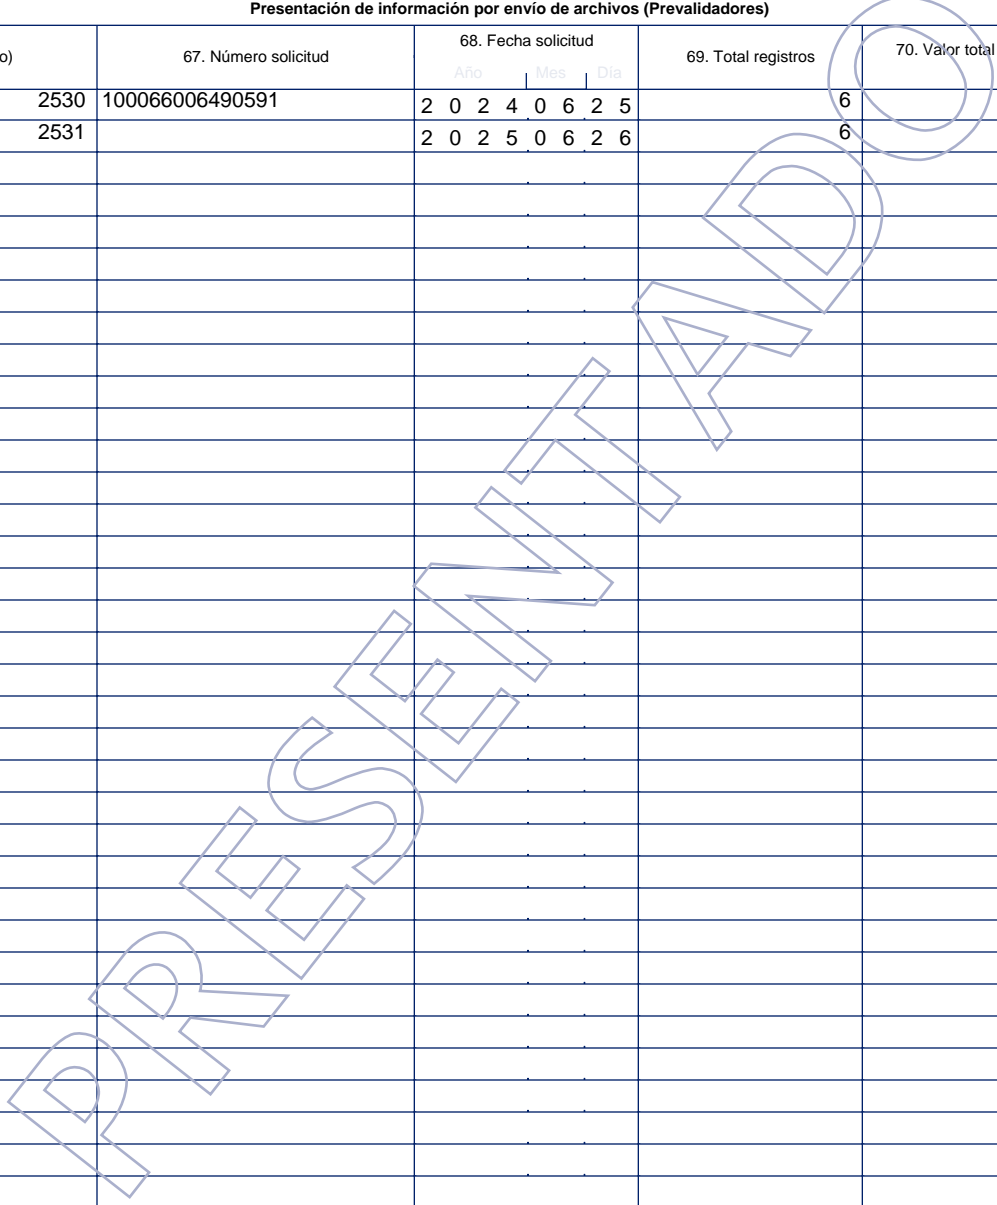 Presentación de información por envío de archivos (Prevalidadores)
o) 67. Número solicitud 68. Fecha solicitud 69. Total registros 70. Valor total
Año Mes Día
2530 100066006490591 2 0 2 4 0 6 2 5 6
2531 2 0 2 5 0 6 2 6 6
PRESENTADO